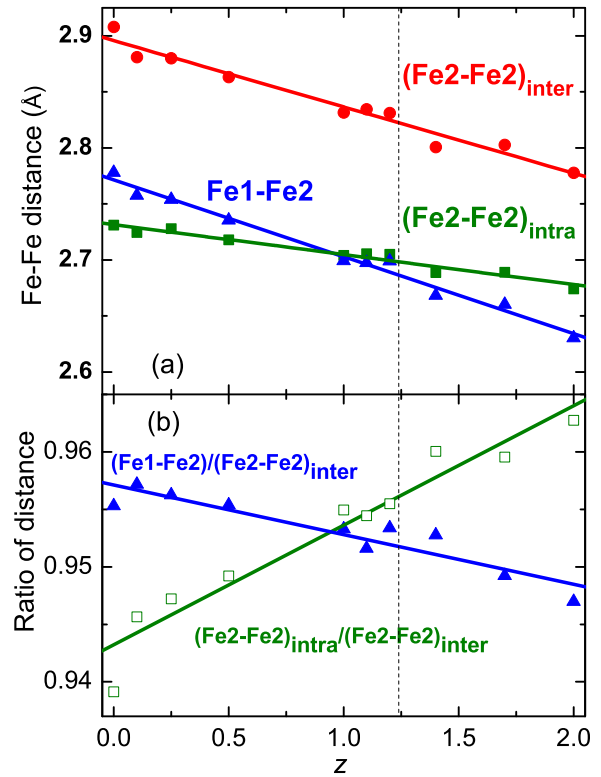 2.9
(Fe2-Fe2)inter
2.8
Fe-Fe distance (Å)
Fe1-Fe2
(Fe2-Fe2)intra
2.7
2.6
(a)
(b)
0.96
(Fe1-Fe2)/(Fe2-Fe2)inter
Ratio of distance
0.95
(Fe2-Fe2)intra/(Fe2-Fe2)inter
0.94
0.0 0.5 1.0 1.5 2.0
z